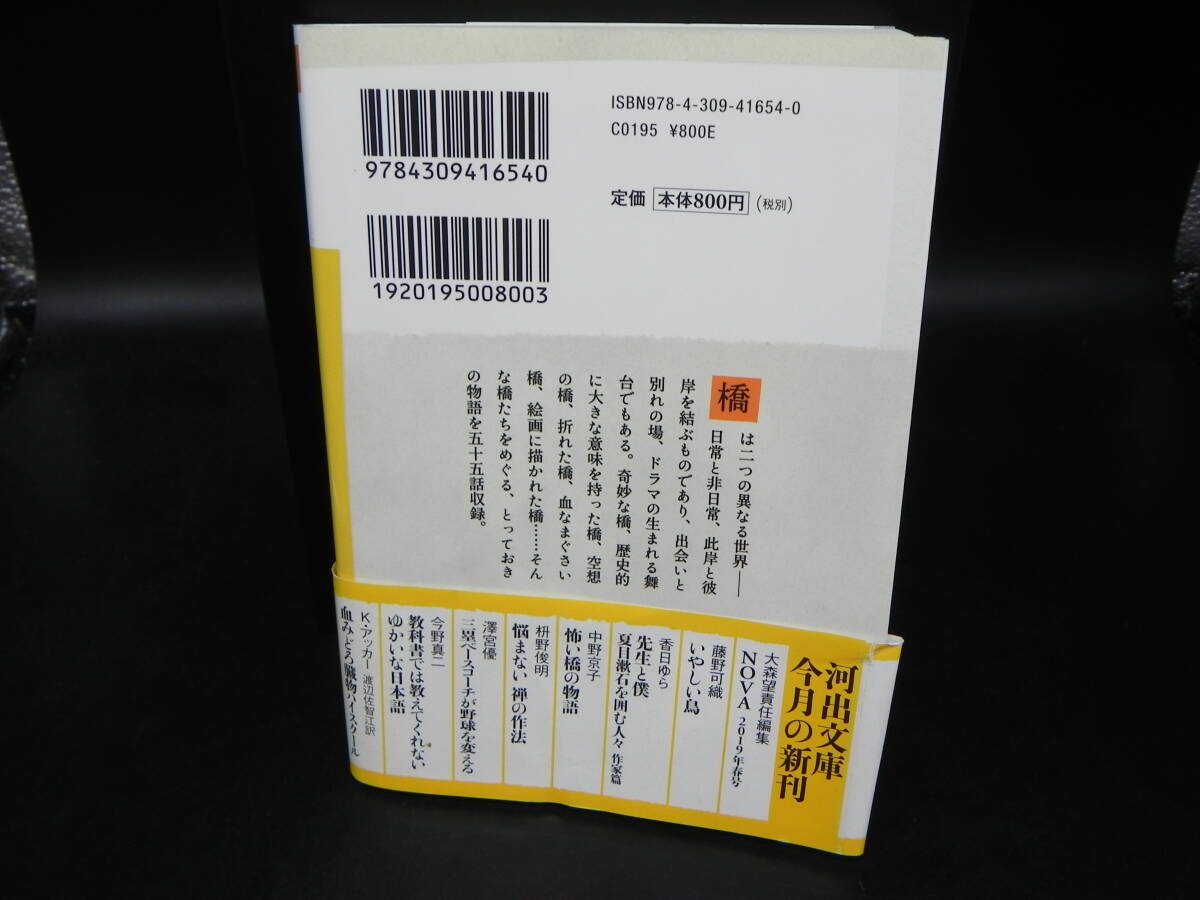 ISBN978-4-309-41654-0
C0195 ¥800E
9784309416540
定価 本体800円 (税別)
1920195008003
橋は二つの異なる世界――
日常と非日常、此岸と彼
岸を結ぶものであり、出会いと
別れの場、ドラマの生まれる舞
台でもある。奇妙な橋、歴史的
に大きな意味を持った橋、空想
の橋、折れた橋、血なまぐさい
橋、絵画に描かれた橋……そん
な橋たちをめぐる、とっておき
の物語を五十五話収録。
河出文庫
今月の新刊
大森望責任編集
NOVA 2019年春号
藤野可織
いやしい鳥
香日ゆら
先生と僕
夏目漱石を囲む人々 作家篇
中野京子
怖い橋の物語
枡野俊明
悩まない 禅の作法
澤宮優
三塁ベースコーチが野球を変える
今野真二
教科書では教えてくれない
ゆかいな日本語
K・アッカー 渡辺佐智江訳
血みどろ臓物ハイスクール